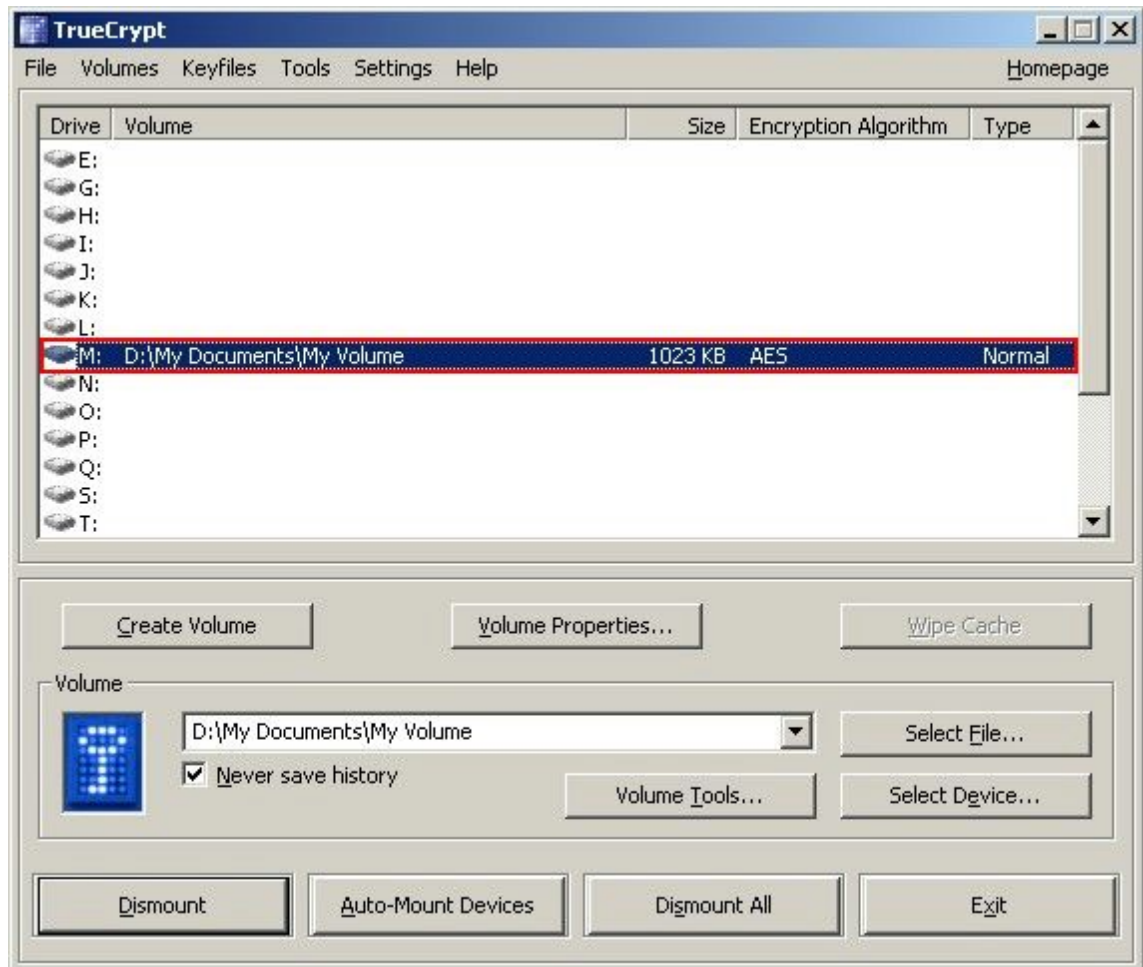 TrueCrypt
File Volumes Keyfiles Tools Settings Help Homepage
Drive Volume Size Encryption Algorithm Type
E:
G:
H:
I:
J:
K:
L:
M: D:\My Documents\My Volume 1023 KB AES Normal
N:
O:
P:
Q:
S:
T:
Create Volume Volume Properties... Wipe Cache
Volume
D:\My Documents\My Volume Select File...
Never save history
Volume Tools... Select Device...
Dismount Auto-Mount Devices Dismount All Exit